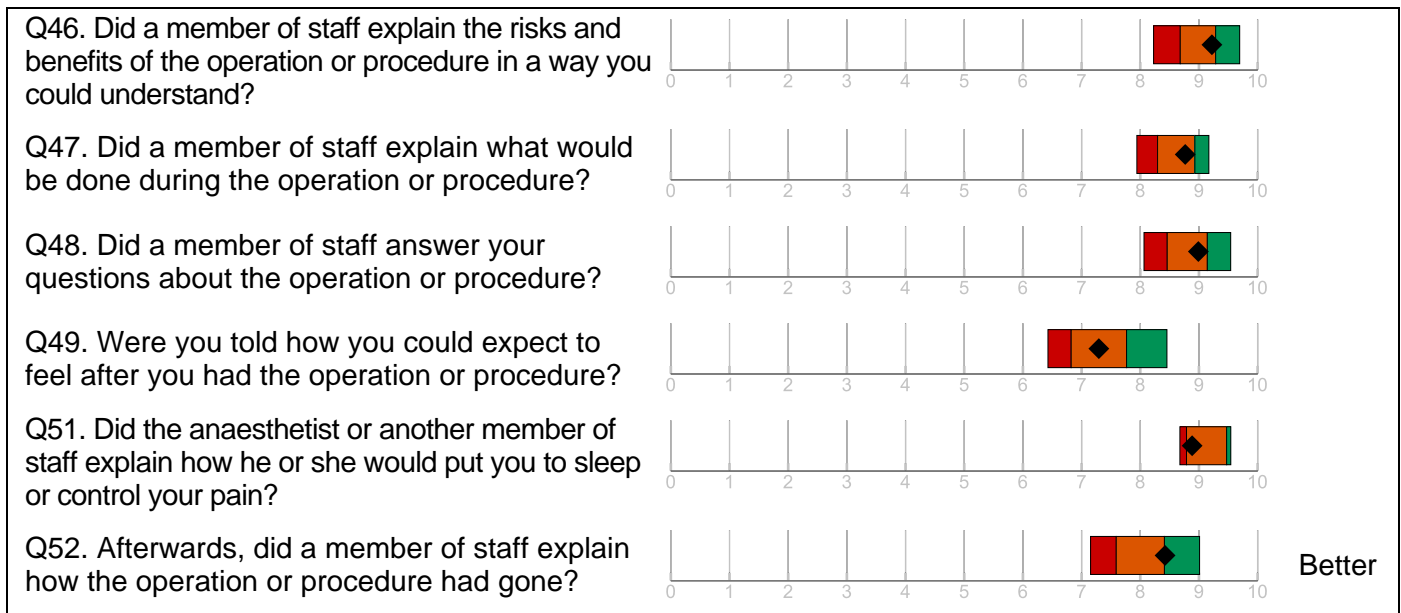 Q46. Did a member of staff explain the risks and
benefits of the operation or procedure in a way you
could understand?
0 1 2 3 4 5 6 7 8 9 10
Q47. Did a member of staff explain what would
be done during the operation or procedure?
0 1 2 3 4 5 6 7 8 9 10
Q48. Did a member of staff answer your
questions about the operation or procedure?
0 1 2 3 4 5 6 7 8 9 10
Q49. Were you told how you could expect to
feel after you had the operation or procedure?
0 1 2 3 4 5 6 7 8 9 10
Q51. Did the anaesthetist or another member of
staff explain how he or she would put you to sleep
or control your pain?
0 1 2 3 4 5 6 7 8 9 10
Q52. Afterwards, did a member of staff explain
how the operation or procedure had gone?
Better
0 1 2 3 4 5 6 7 8 9 10